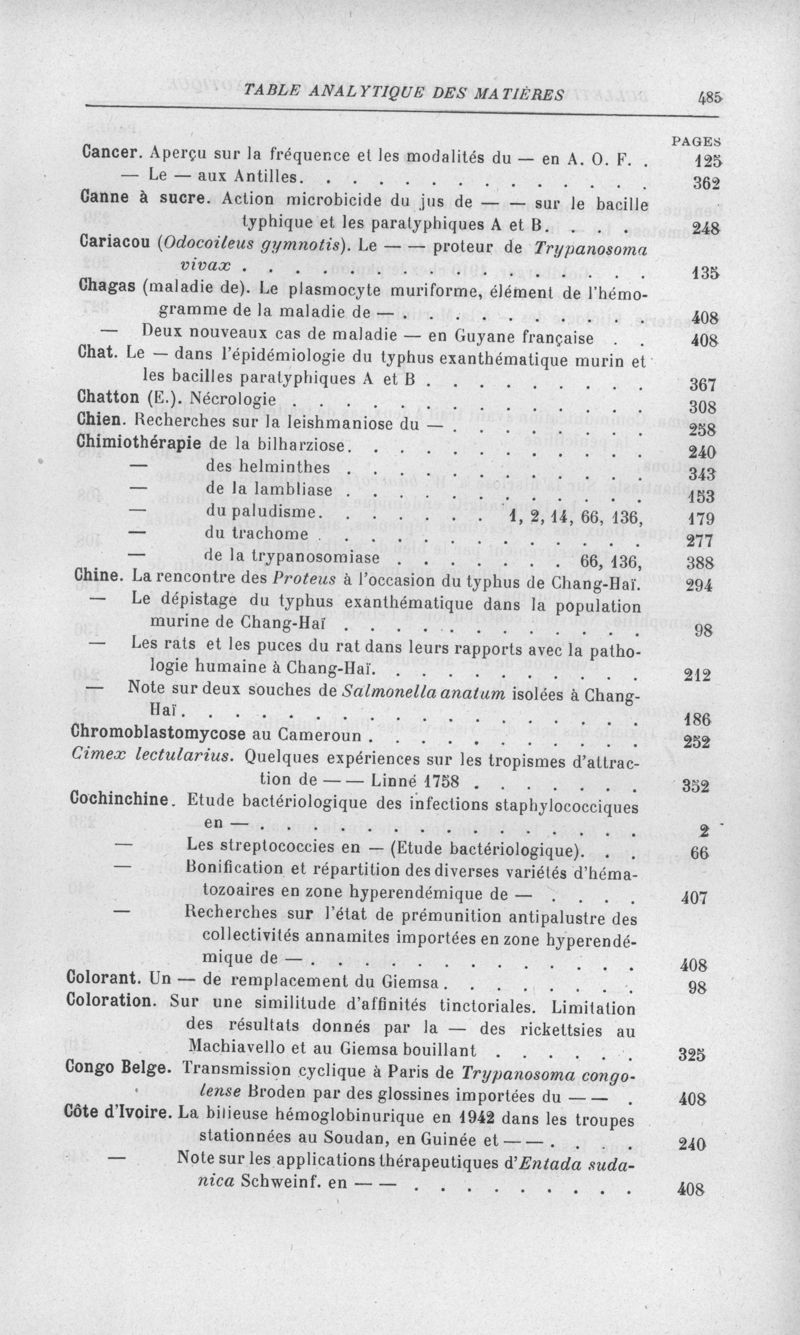 TABLE ANALYTIQUE DES MATIÈRES 485
PAGES
Cancer. Aperçu sur la fréquence et les modalités du — en A. O. F. . 125
— Le — aux Antilles. . . . . . . . . . . . . . 362
Canne à sucre. Action microbicide du jus de — — sur le bacille
typhique et les paratyphiques A et B. . . . . 248
Cariacou (Odocoileus gymnotis). Le — — proteur de Trypanosoma
vivax . . . . . . . . . . . . . . . . 135
Chagas (maladie de). Le plasmocyte muriforme, élément de l'hémo-
gramme de la maladie de — . . . . . . . . . . 408
— Deux nouveaux cas de maladie — en Guyane française . . 408
Chat. Le — dans l'épidémiologie du typhus exanthématique murin et
les bacilles paratyphiques A et B . . . . . . . . . 367
Chatton (E.). Nécrologie . . . . . . . . . . . . . . 308
Chien. Recherches sur la leishmaniose du — . . . . . . . . 258
Chimiothérapie de la bilharziose. . . . . . . . . . . . 240
— des helminthes . . . . . . . . . . . . 343
— de la lambliase . . . . . . . . . . . . 153
— du paludisme. . . . . . . . 1, 2, 14, 66, 136, 179
— du trachome . . . . . . . . . . . . . 277
— de la trypanosomiase . . . . . . . 66, 136, 388
Chine. La rencontre des Proteus à l'occasion du typhus de Chang-Haï. 294
— Le dépistage du typhus exanthématique dans la population
murine de Chang-Haï . . . . . . . . . . . . 98
— Les rats et les puces du rat dans leurs rapports avec la patho-
logie humaine à Chang-Haï. . . . . . . . . . . 212
— Note sur deux souches de Salmonella anatum isolées à Chang-
Haï. . . . . . . . . . . . . . . . . . 186
Chromoblastomycose au Cameroun . . . . . . . . . . . 252
Cimex lectularius. Quelques expériences sur les tropismes d'attrac-
tion de — — Linné 1758 . . . . . . . 352
Cochinchine. Etude bactériologique des infections staphylococciques
en — . . . . . . . . . . . . . . . 2
— Les streptococcies en — (Etude bactériologique). . . 66
— Bonification et répartition des diverses variétés d'héma-
tozoaires en zone hyperendémique de — . . . . 407
— Recherches sur l'état de prémunition antipalustre des
collectivités annamites importées en zone hyperendé-
mique de — . . . . . . . . . . . . . 408
Colorant. Un — de remplacement du Giemsa . . . . . . . . 98
Coloration. Sur une similitude d'affinités tinctoriales. Limitation
des résultats donnés par la — des rickettsies au
Machiavello et au Giemsa bouillant . . . . . . 325
Congo Belge. Transmission cyclique à Paris de Trypanosoma congo-
lense Broden par des glossines importées du — — . 408
Côte d'Ivoire. La bilieuse hémoglobinurique en 1942 dans les troupes
stationnées au Soudan, en Guinée et — — . . . . 240
— Note sur les applications thérapeutiques d'Entada suda-
nica Schweinf. en — — . . . . . . . . . 408